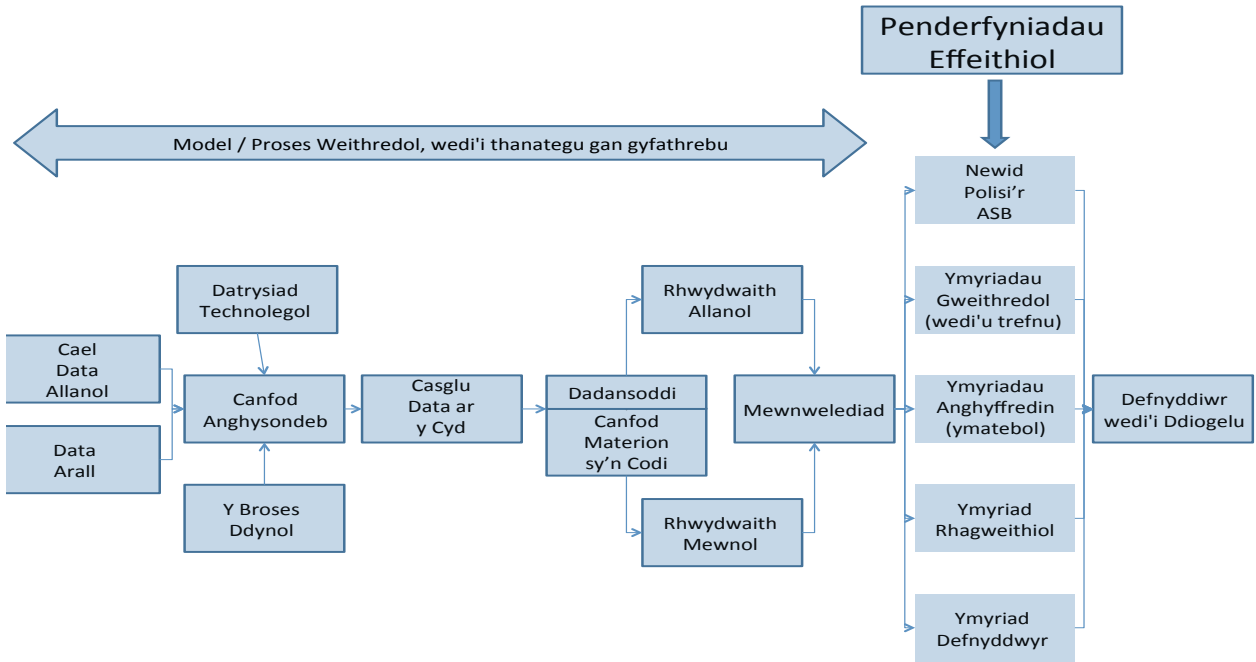 Penderfyniadau
Effeithiol
Model / Proses Weithredol, wedi'i thanategu gan gyfathrebu
Cael
Data
Allanol
Data
Arall
Datrysiad
Technolegol
Canfod
Anghysondeb
Y Broses
Ddynol
Casglu
Data ar
y Cyd
Dadansoddi
Canfod
Materion
sy’n Codi
Rhwydwaith
Allanol
Rhwydwaith
Mewnol
Mewnwelediad
Newid
Polisi’r
ASB
Ymyriadau
Gweithredol
(wedi'u trefnu)
Ymyriadau
Anghyffredin
(ymatebol)
Ymyriad
Rhagweithiol
Ymyriad
Defnyddwyr
Defnyddiwr
wedi'i Ddiogelu